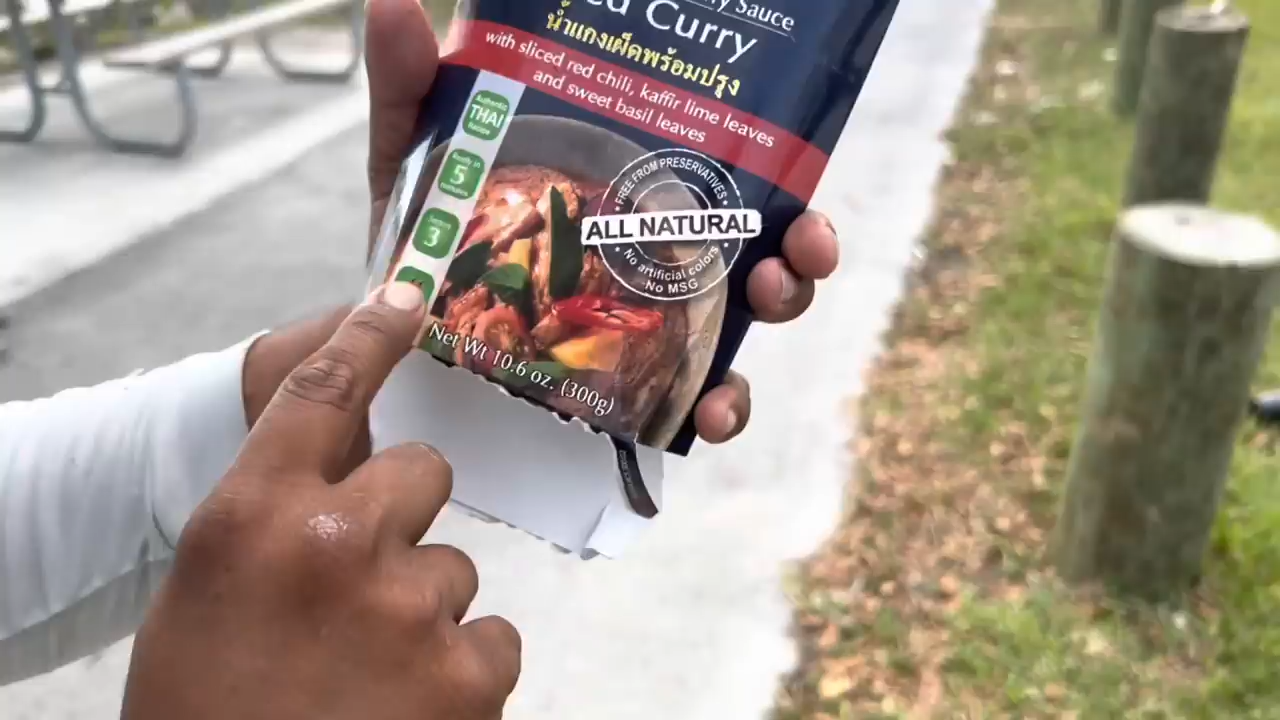 Sauce
Curry
น้ำแกงเผ็ดพร้อมปรุง
with sliced red chili, kaffir lime leaves
and sweet basil leaves
Authentic
THAI
Recipe
Ready in
5
minutes
Serves
3
FREE FROM PRESERVATIVES
ALL NATURAL
No artificial colors
No MSG
Net Wt 10.6 oz. (300g)